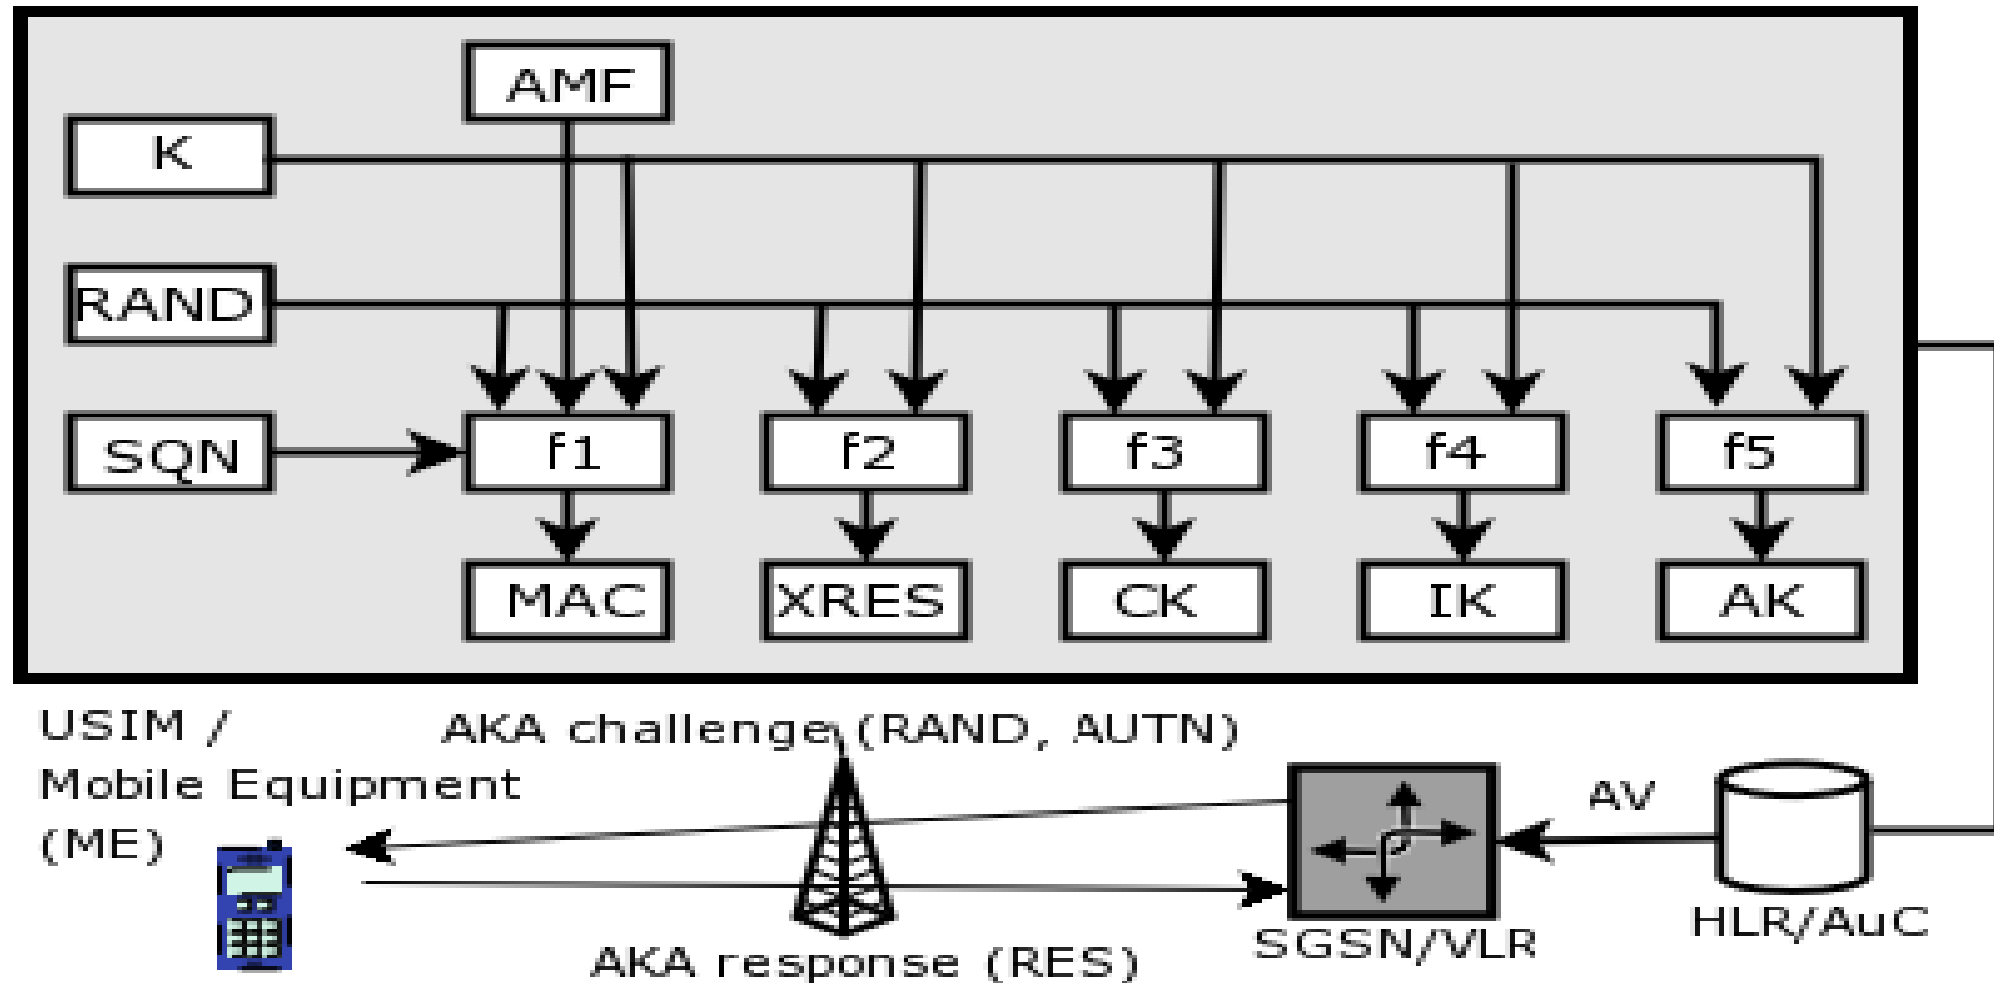 AMF
K
RAND
SQN
f1
f2
f3
f4
f5
MAC
XRES
CK
IK
AK
USIM /
Mobile Equipment
(ME)
AKA challenge (RAND, AUTN)
AV
HLR/AuC
SGSN/VLR
AKA response (RES)